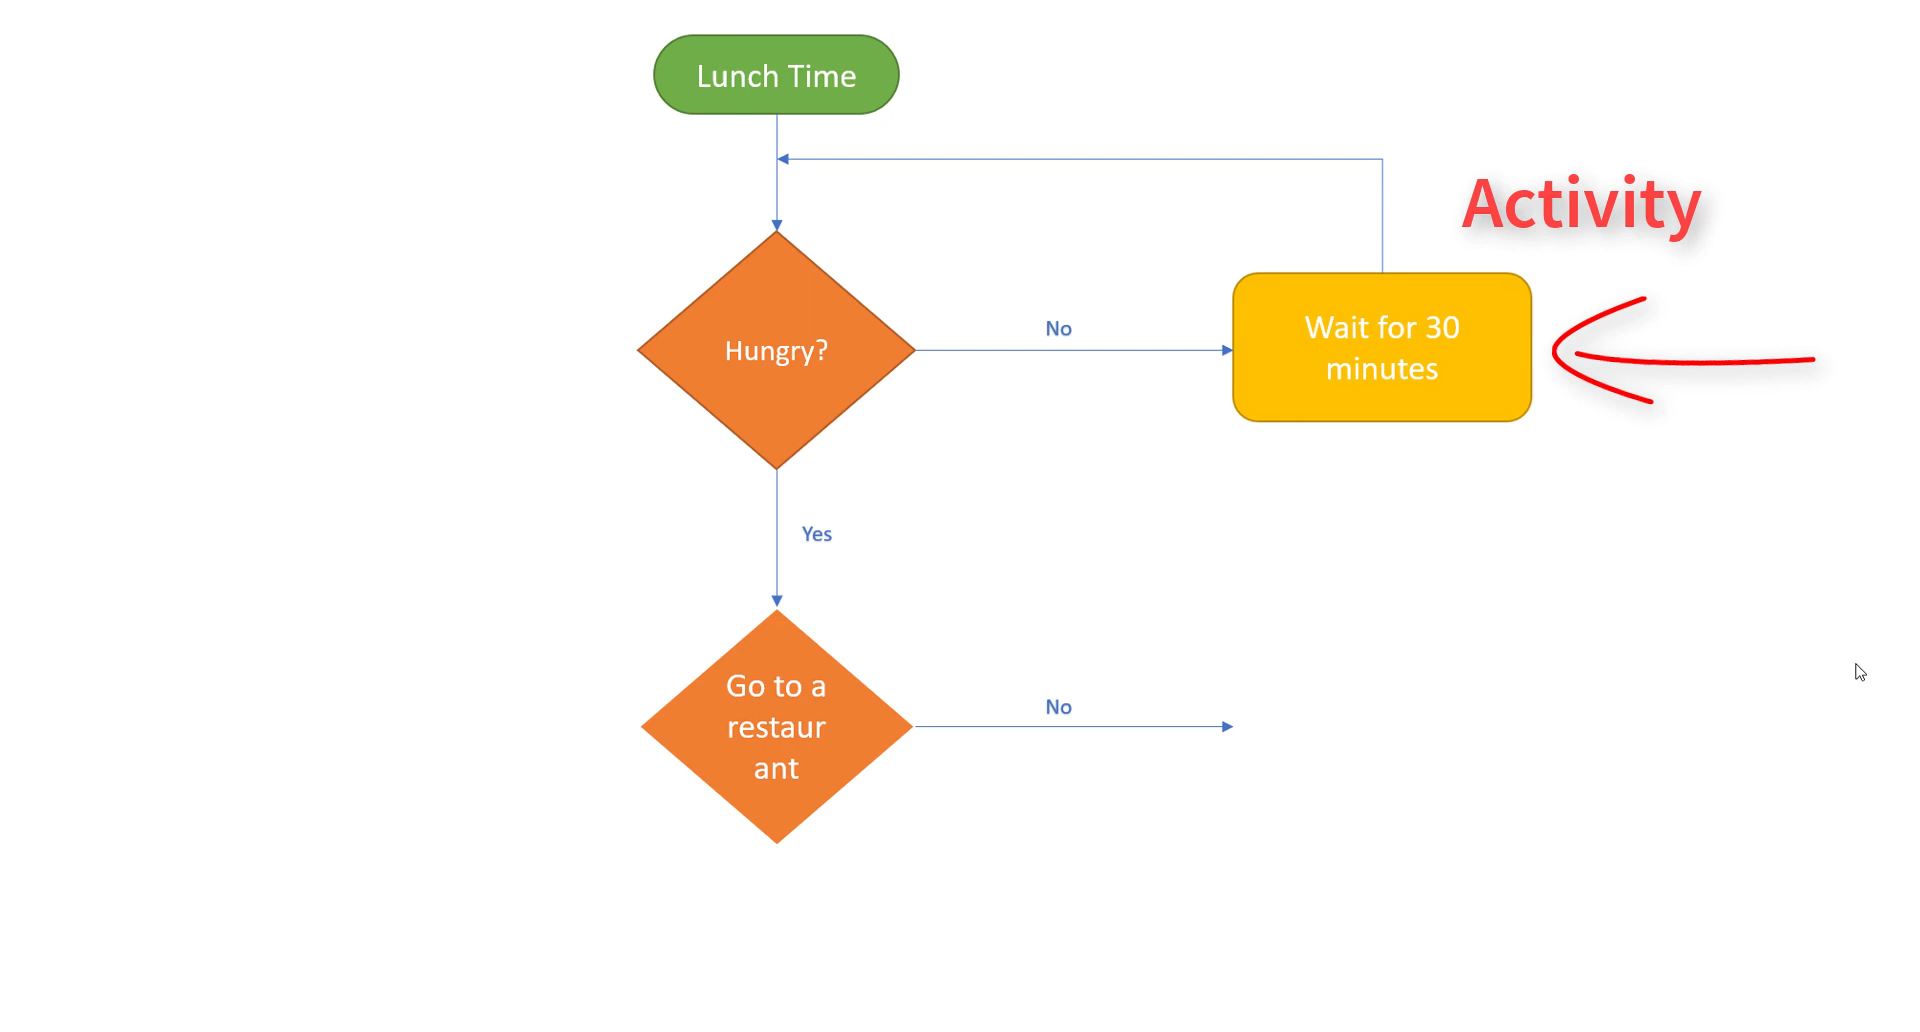 Lunch Time
Activity
Hungry?
No
Wait for 30
minutes
Yes
Go to a
restaur
ant
No